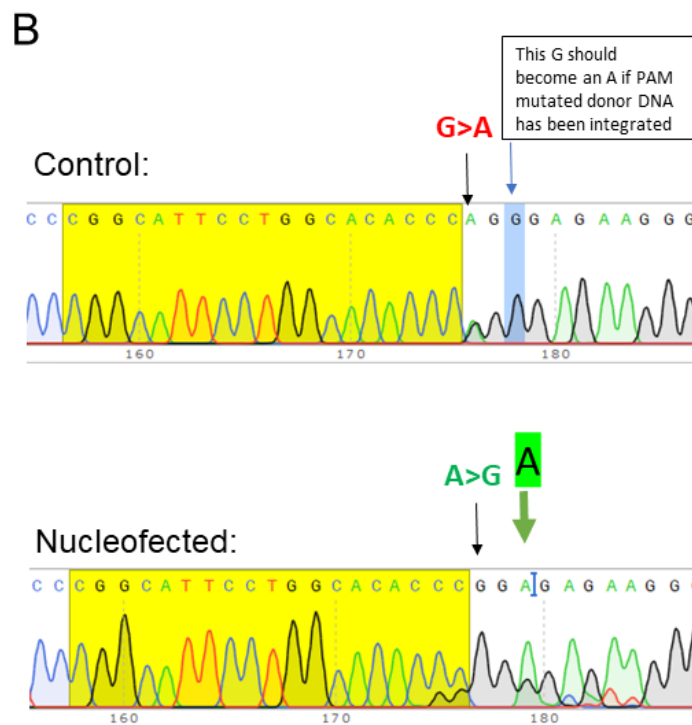 B
This G should
become an A if PAM
mutated donor DNA
has been integrated
G>A
Control:
C C C G G C A T T C C T G G C A C A C C C A G G G A G A A G G G
160 170 180
A
A>G
Nucleofected:
C C C G G C A T T C C T G G C A C A C C C G G A G A G A A G G
160 170 180